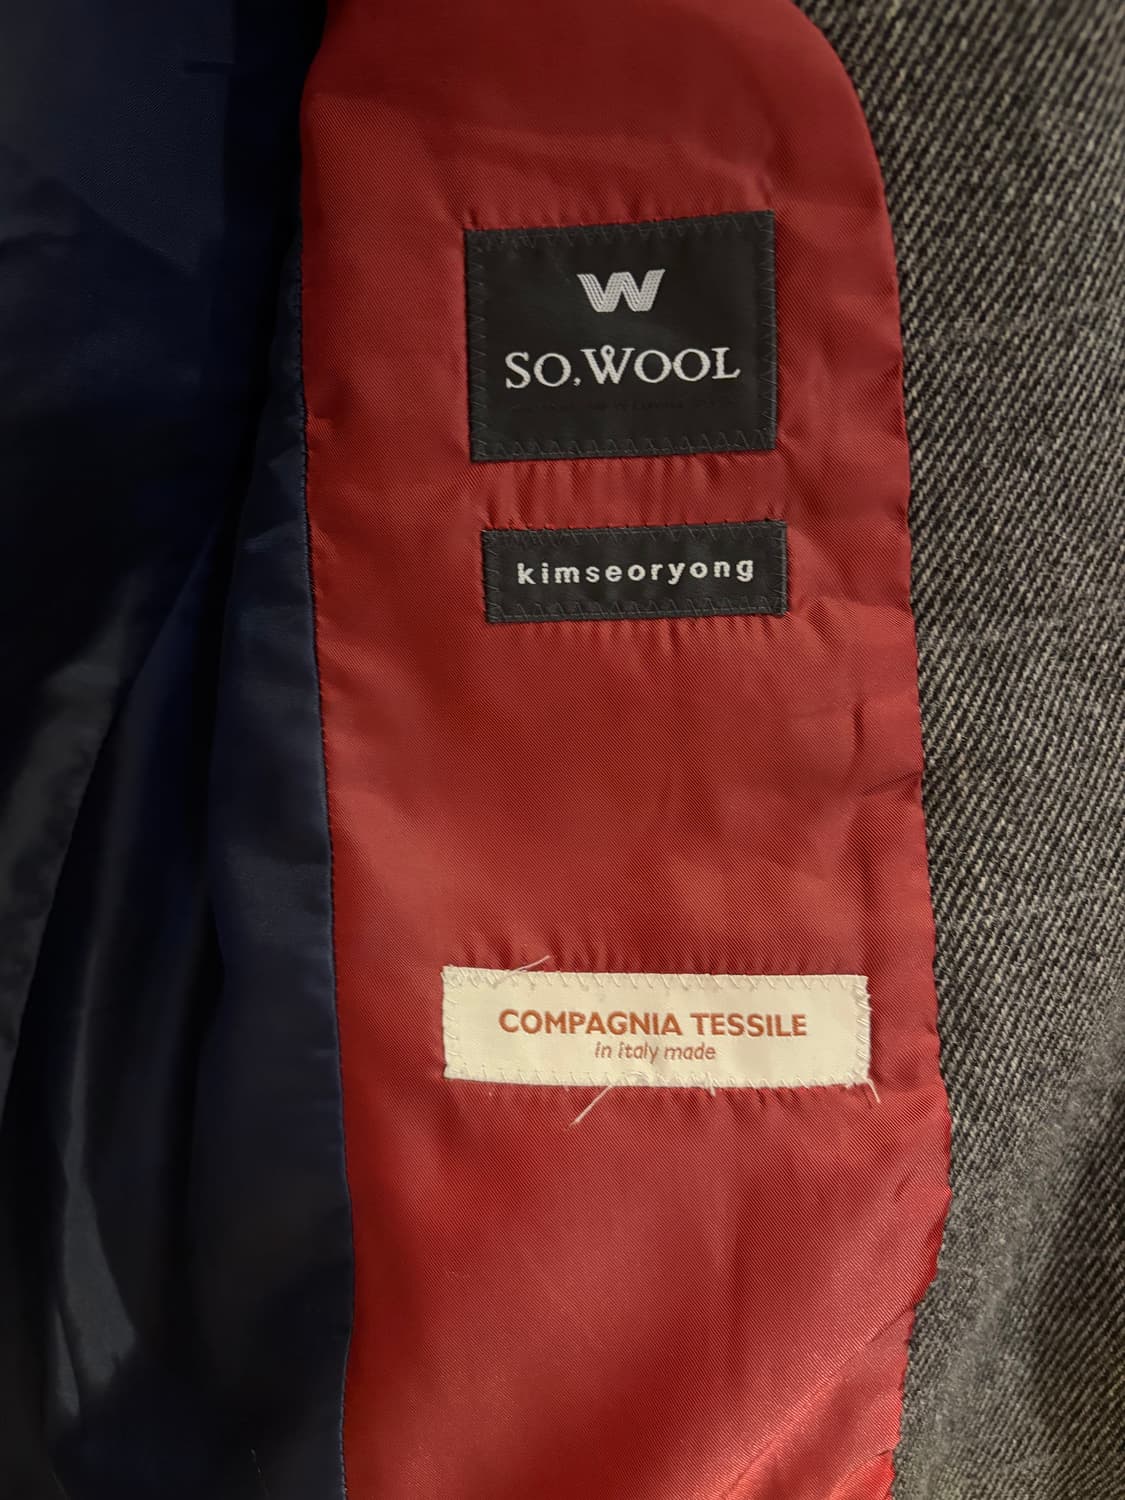 W
SO.WOOL
kimseoryong
COMPAGNIA TESSILE
in italy made